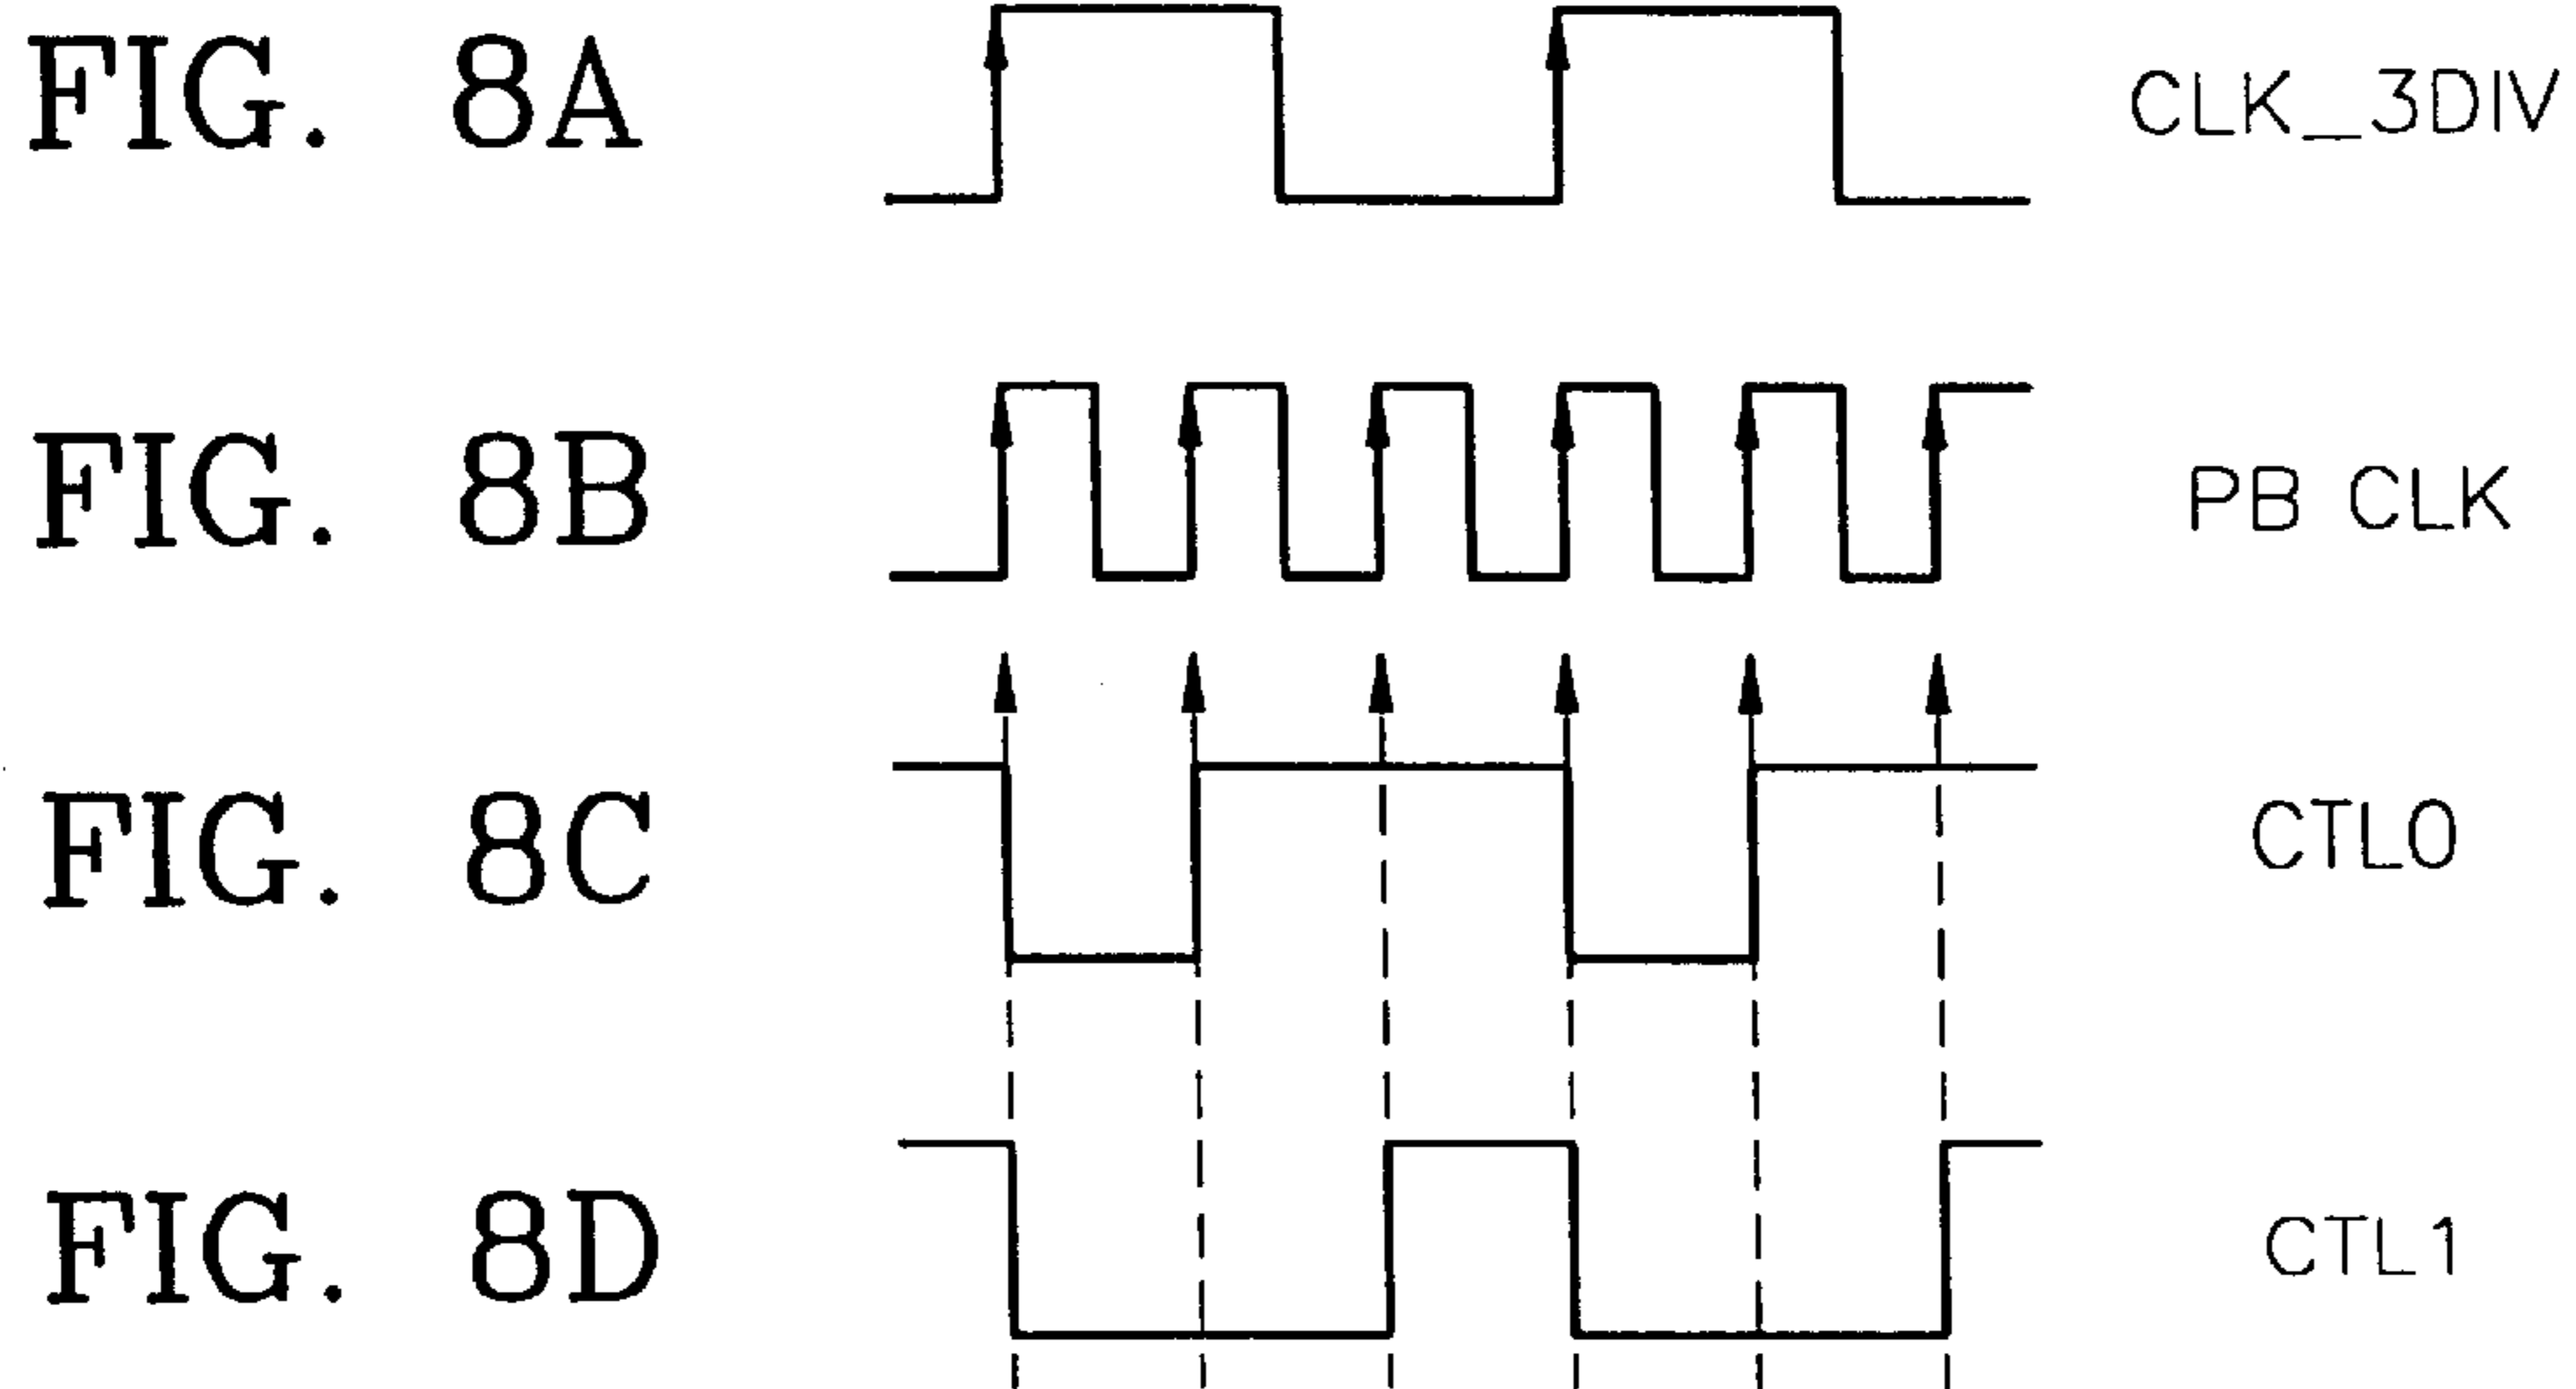 FIG. 8A CLK_3DIV
FIG. 8B PB CLK
FIG. 8C CTL0
FIG. 8D CTL1